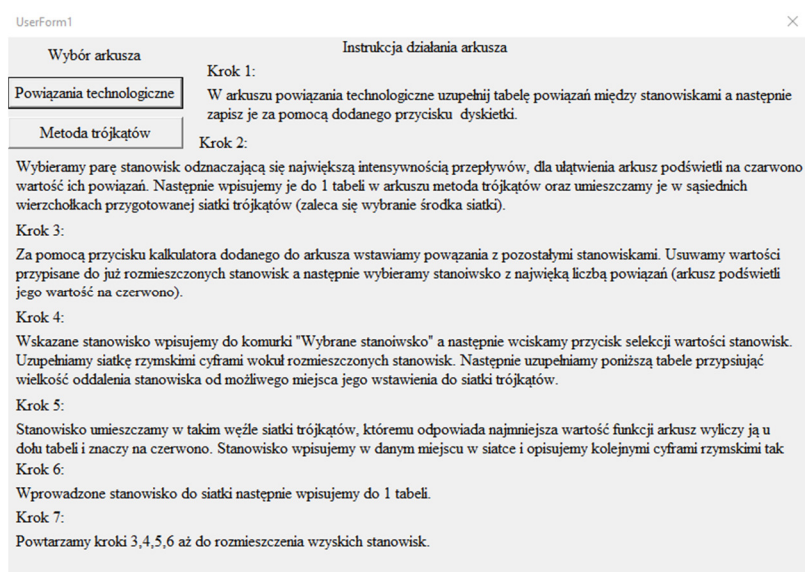 UserForm1
Wybór arkusza
Powiązania technologiczne
Metoda trójkątów
Instrukcja działania arkusza
Krok 1:
W arkuszu powiązania technologiczne uzupełnij tabelę powiązań między stanowiskami a następnie
zapisz je za pomocą dodanego przycisku dyskietki.
Krok 2:
Wybieramy parę stanowisk odznaczającą się największą intensywnością przepływów, dla ułątwienia arkusz podświetli na czarwono
wartość ich powiązań. Następnie wpisujemy je do 1 tabeli w arkuszu metoda trójkątów oraz umieszczamy je w sąsiednich
wierzchołkach przygotowanej siatki trójkątów (zaleca się wybranie środka siatki).
Krok 3:
Za pomocą przycisku kalkulatora dodanego do arkusza wstawiamy powązania z pozostałymi stanowiskami. Usuwamy wartości
przypisane do już rozmieszczonych stanowisk a następnie wybieramy stanoiwsko z najwięką liczbą powiązań (arkusz podświetli
jego wartość na czerwono).
Krok 4:
Wskazane stanowisko wpisujemy do komurki "Wybrane stanoiwsko" a następnie wciskamy przycisk selekcji wartości stanowisk.
Uzupełniamy siatkę rzymskimi cyframi wokuł rozmieszczonych stanowisk. Następnie uzupełniamy poniższą tabele przypsiująć
wielkość oddalenia stanowiska od możliwego miejsca jego wstawienia do siatki trójkątów.
Krok 5:
Stanowisko umieszczamy w takim węźle siatki trójkątów, któremu odpowiada najmniejsza wartość funkcji arkusz wyliczy ją u
dołu tabeli i znaczy na czerwono. Stanowisko wpisujemy w danym miejscu w siatce i opisujemy kolejnymi cyframi rzymskimi tak
Krok 6:
Wprowadzone stanowisko do siatki następnie wpisujemy do 1 tabeli.
Krok 7:
Powtarzamy kroki 3,4,5,6 aż do rozmieszczenia wzyskich stanowisk.